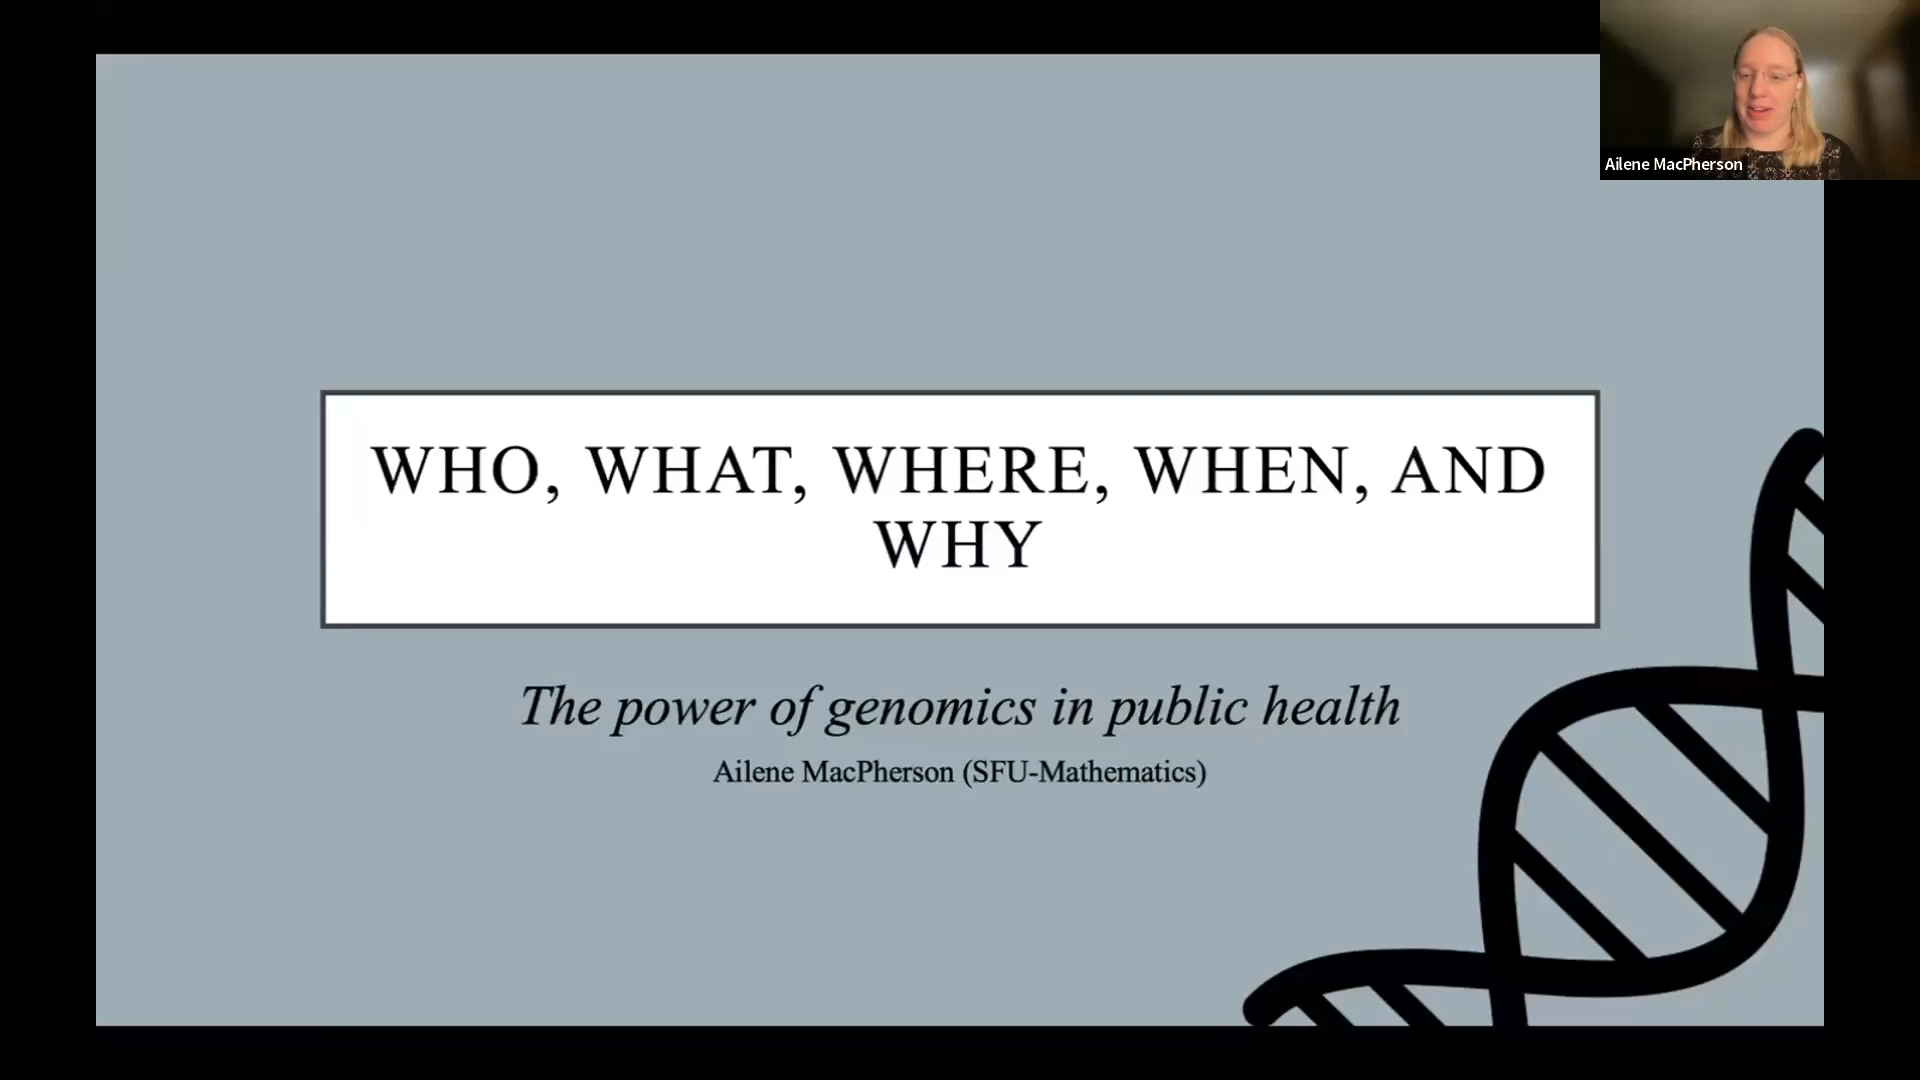 Ailene MacPherson
WHO, WHAT, WHERE, WHEN, AND
WHY
The power of genomics in public health
Ailene MacPherson (SFU-Mathematics)